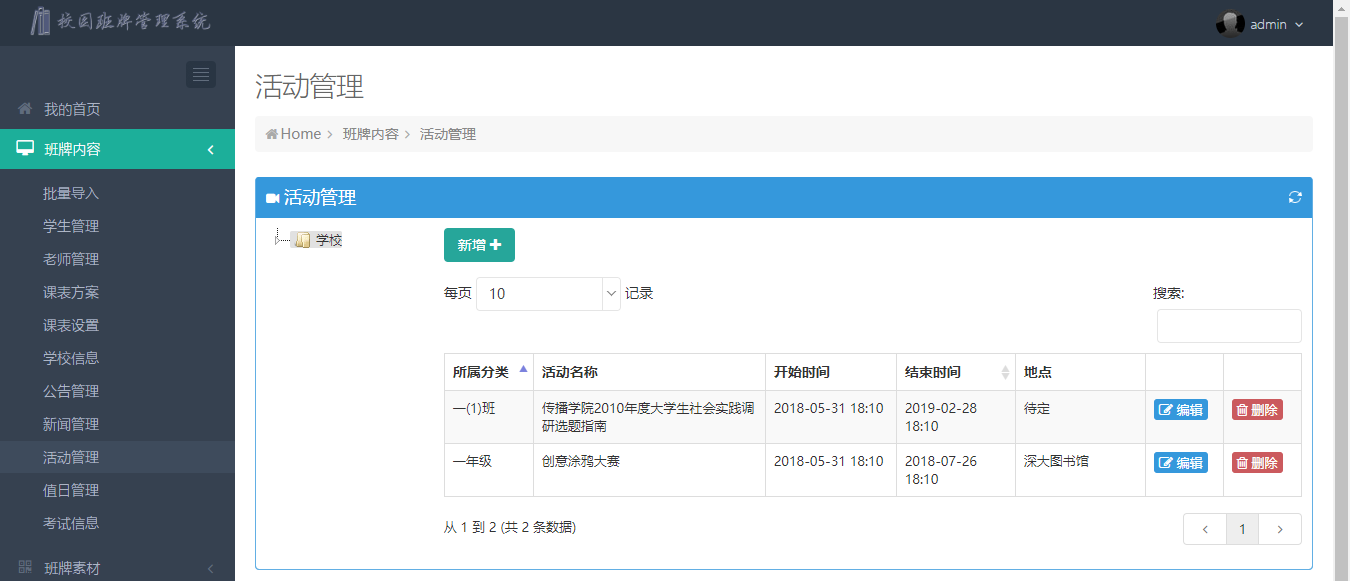 校园班牌管理系统
admin
我的首页
班牌内容
批量导入
学生管理
老师管理
课表方案
课表设置
学校信息
公告管理
新闻管理
活动管理
值日管理
考试信息
班牌素材
活动管理
Home > 班牌内容 > 活动管理
活动管理
学校
新增
每页 10 记录
搜索:
所属分类 活动名称 开始时间 结束时间 地点
一(1)班 传播学院2010年度大学生社会实践调 2018-05-31 18:10 2019-02-28 待定 编辑 删除
研选题指南 18:10
一年级 创意涂鸦大赛 2018-05-31 18:10 2018-07-26 深大图书馆 编辑 删除
18:10
从 1 到 2 (共 2 条数据)
‹ 1 ›